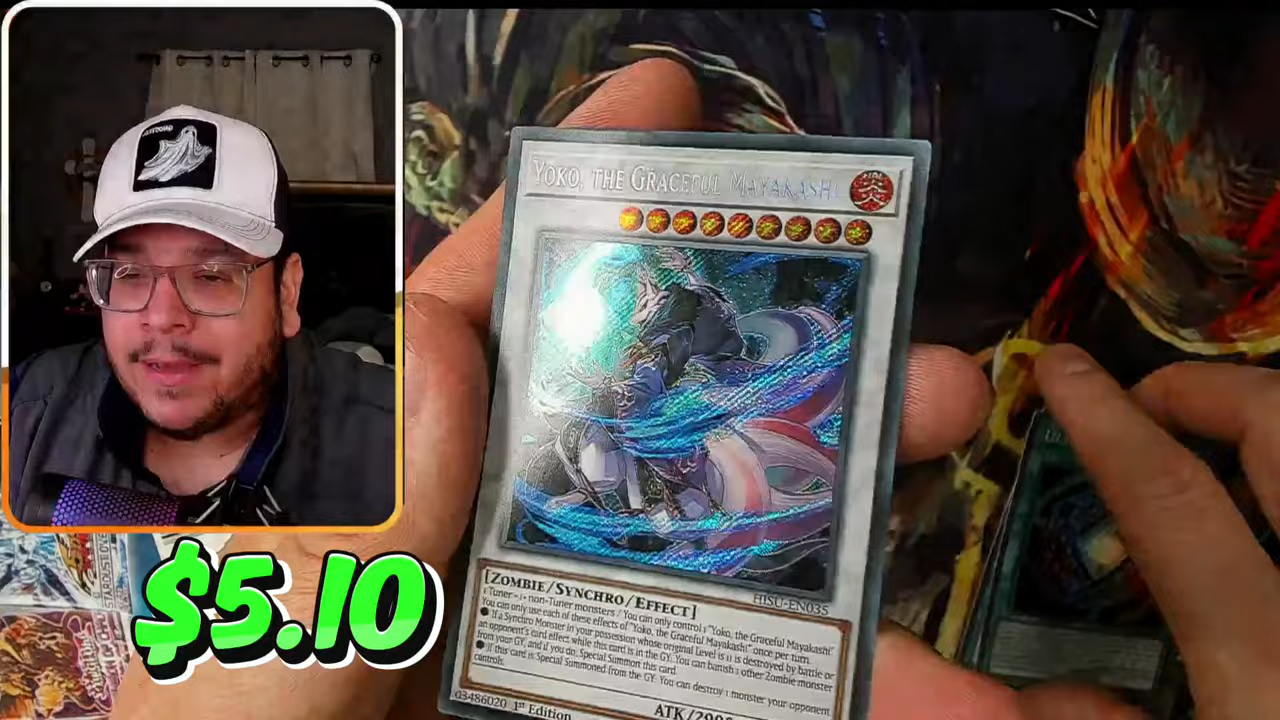 YOKO, THE GRACEFUL MAYAKASHI
炎
[ZOMBIE/SYNCHRO/EFFECT]
HISU-EN035
1 Tuner + 1+ non-Tuner monsters / You can only control 1 "Yoko, the Graceful Mayakashi"
You can only use each of these effects of "Yoko, the Graceful Mayakashi" once per turn.
● If a Synchro Monster in your possession whose original Level is 11 is destroyed by battle or
an opponent's card effect while this card is in the GY: You can banish 1 other Zombie monster
from your GY, and if you do, Special Summon this card.
● If this card is Special Summoned from the GY: You can destroy 1 monster your opponent
controls.
03486020
1st Edition
ATK/290
$5.10